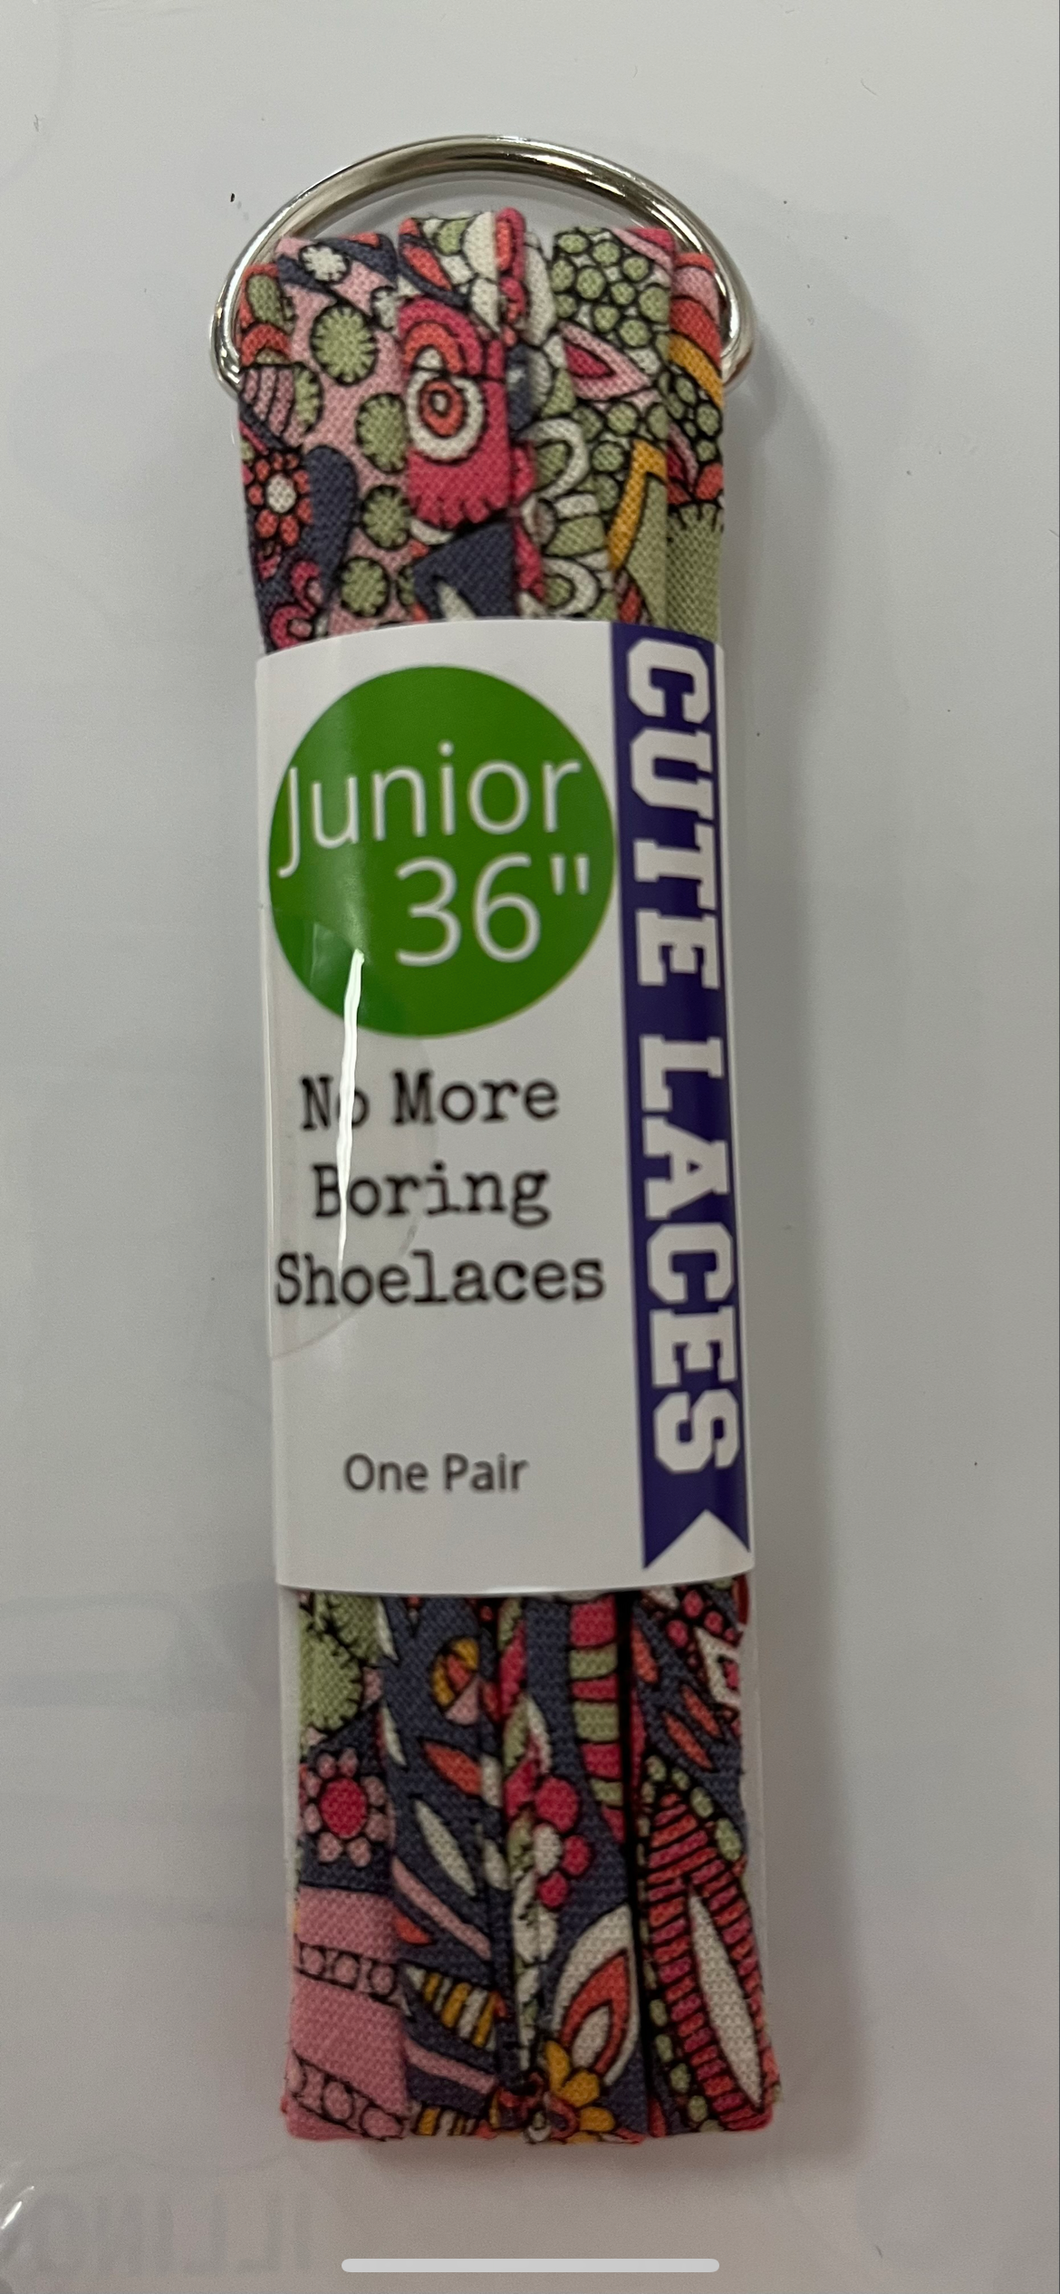 Junior
36"
No More
Boring
Shoelaces
One Pair
CUTE LACES